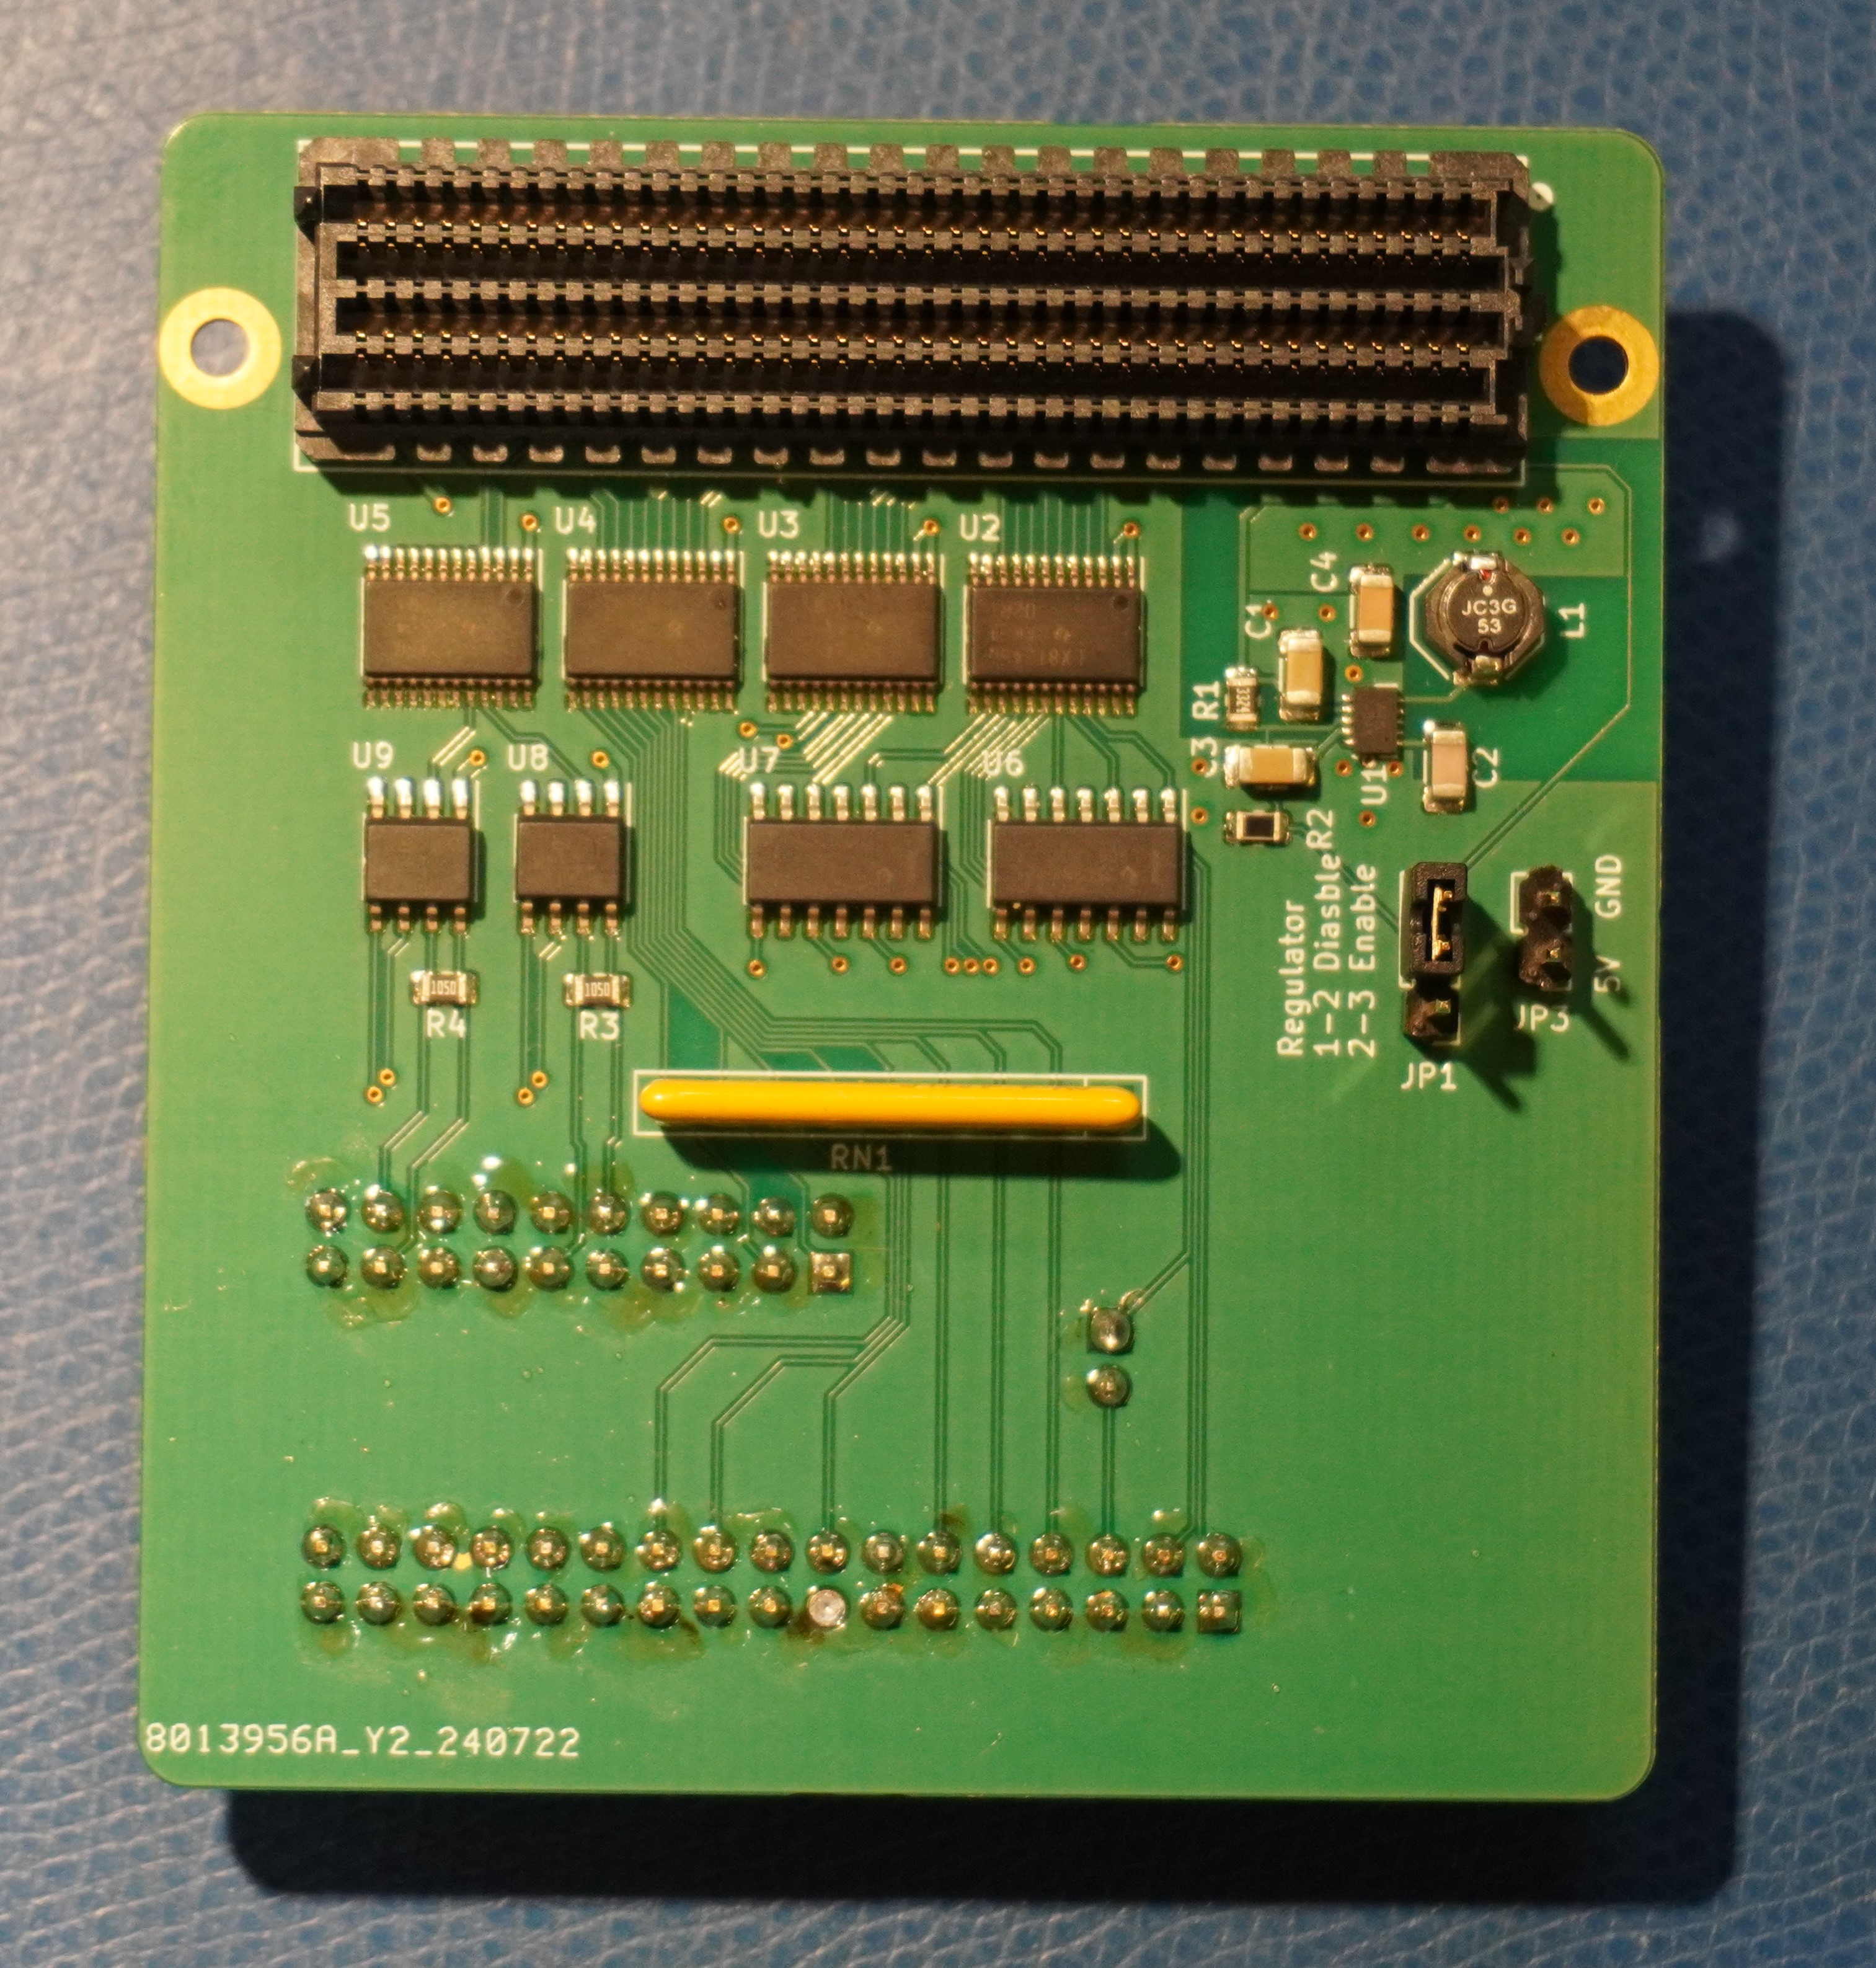 U5
U4
U3
U2
C4
C1
JC3G
53
L1
R1
3324
U9
U8
U7
U6
C3
U1
C2
R2
Regulator
1-2 Diasble
2-3 Enable
GND
5V
JP3
JP1
1050
1050
R4
R3
RN1
8013956A_Y2_240722